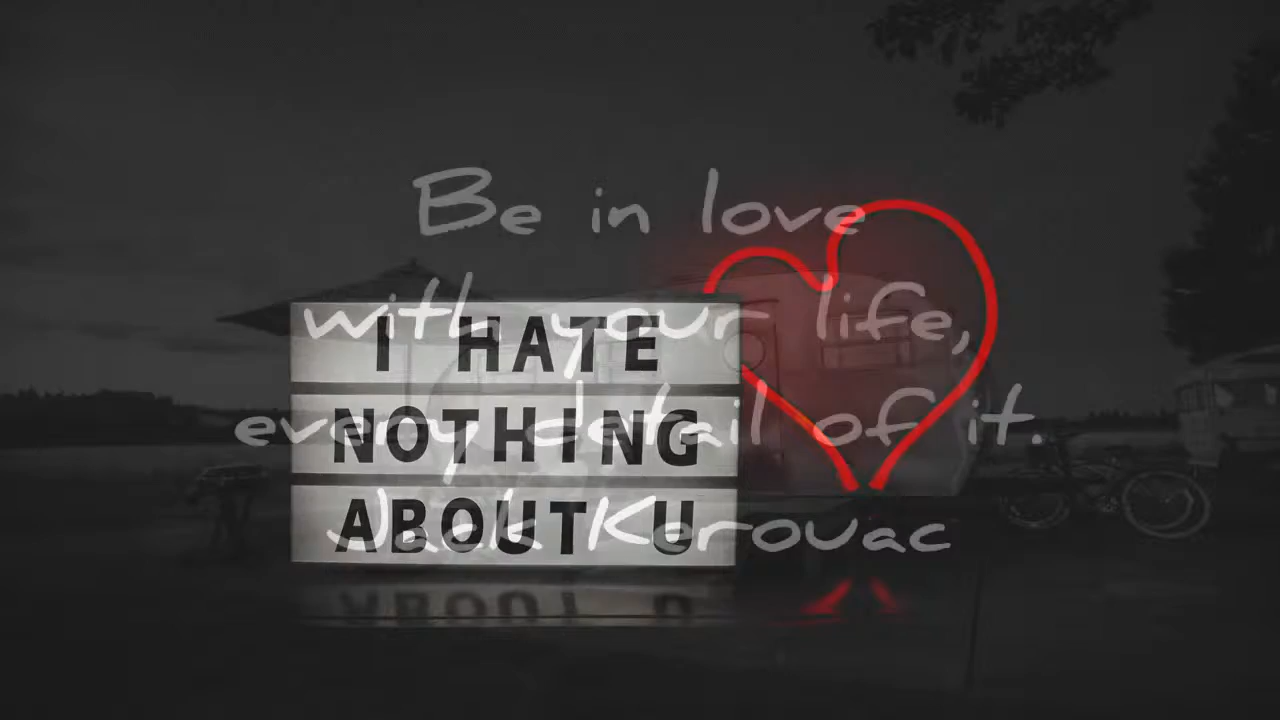 Be in love
with your life,
every detail of it.
Jack Kerouac
I HATE
NOTHING
ABOUT U